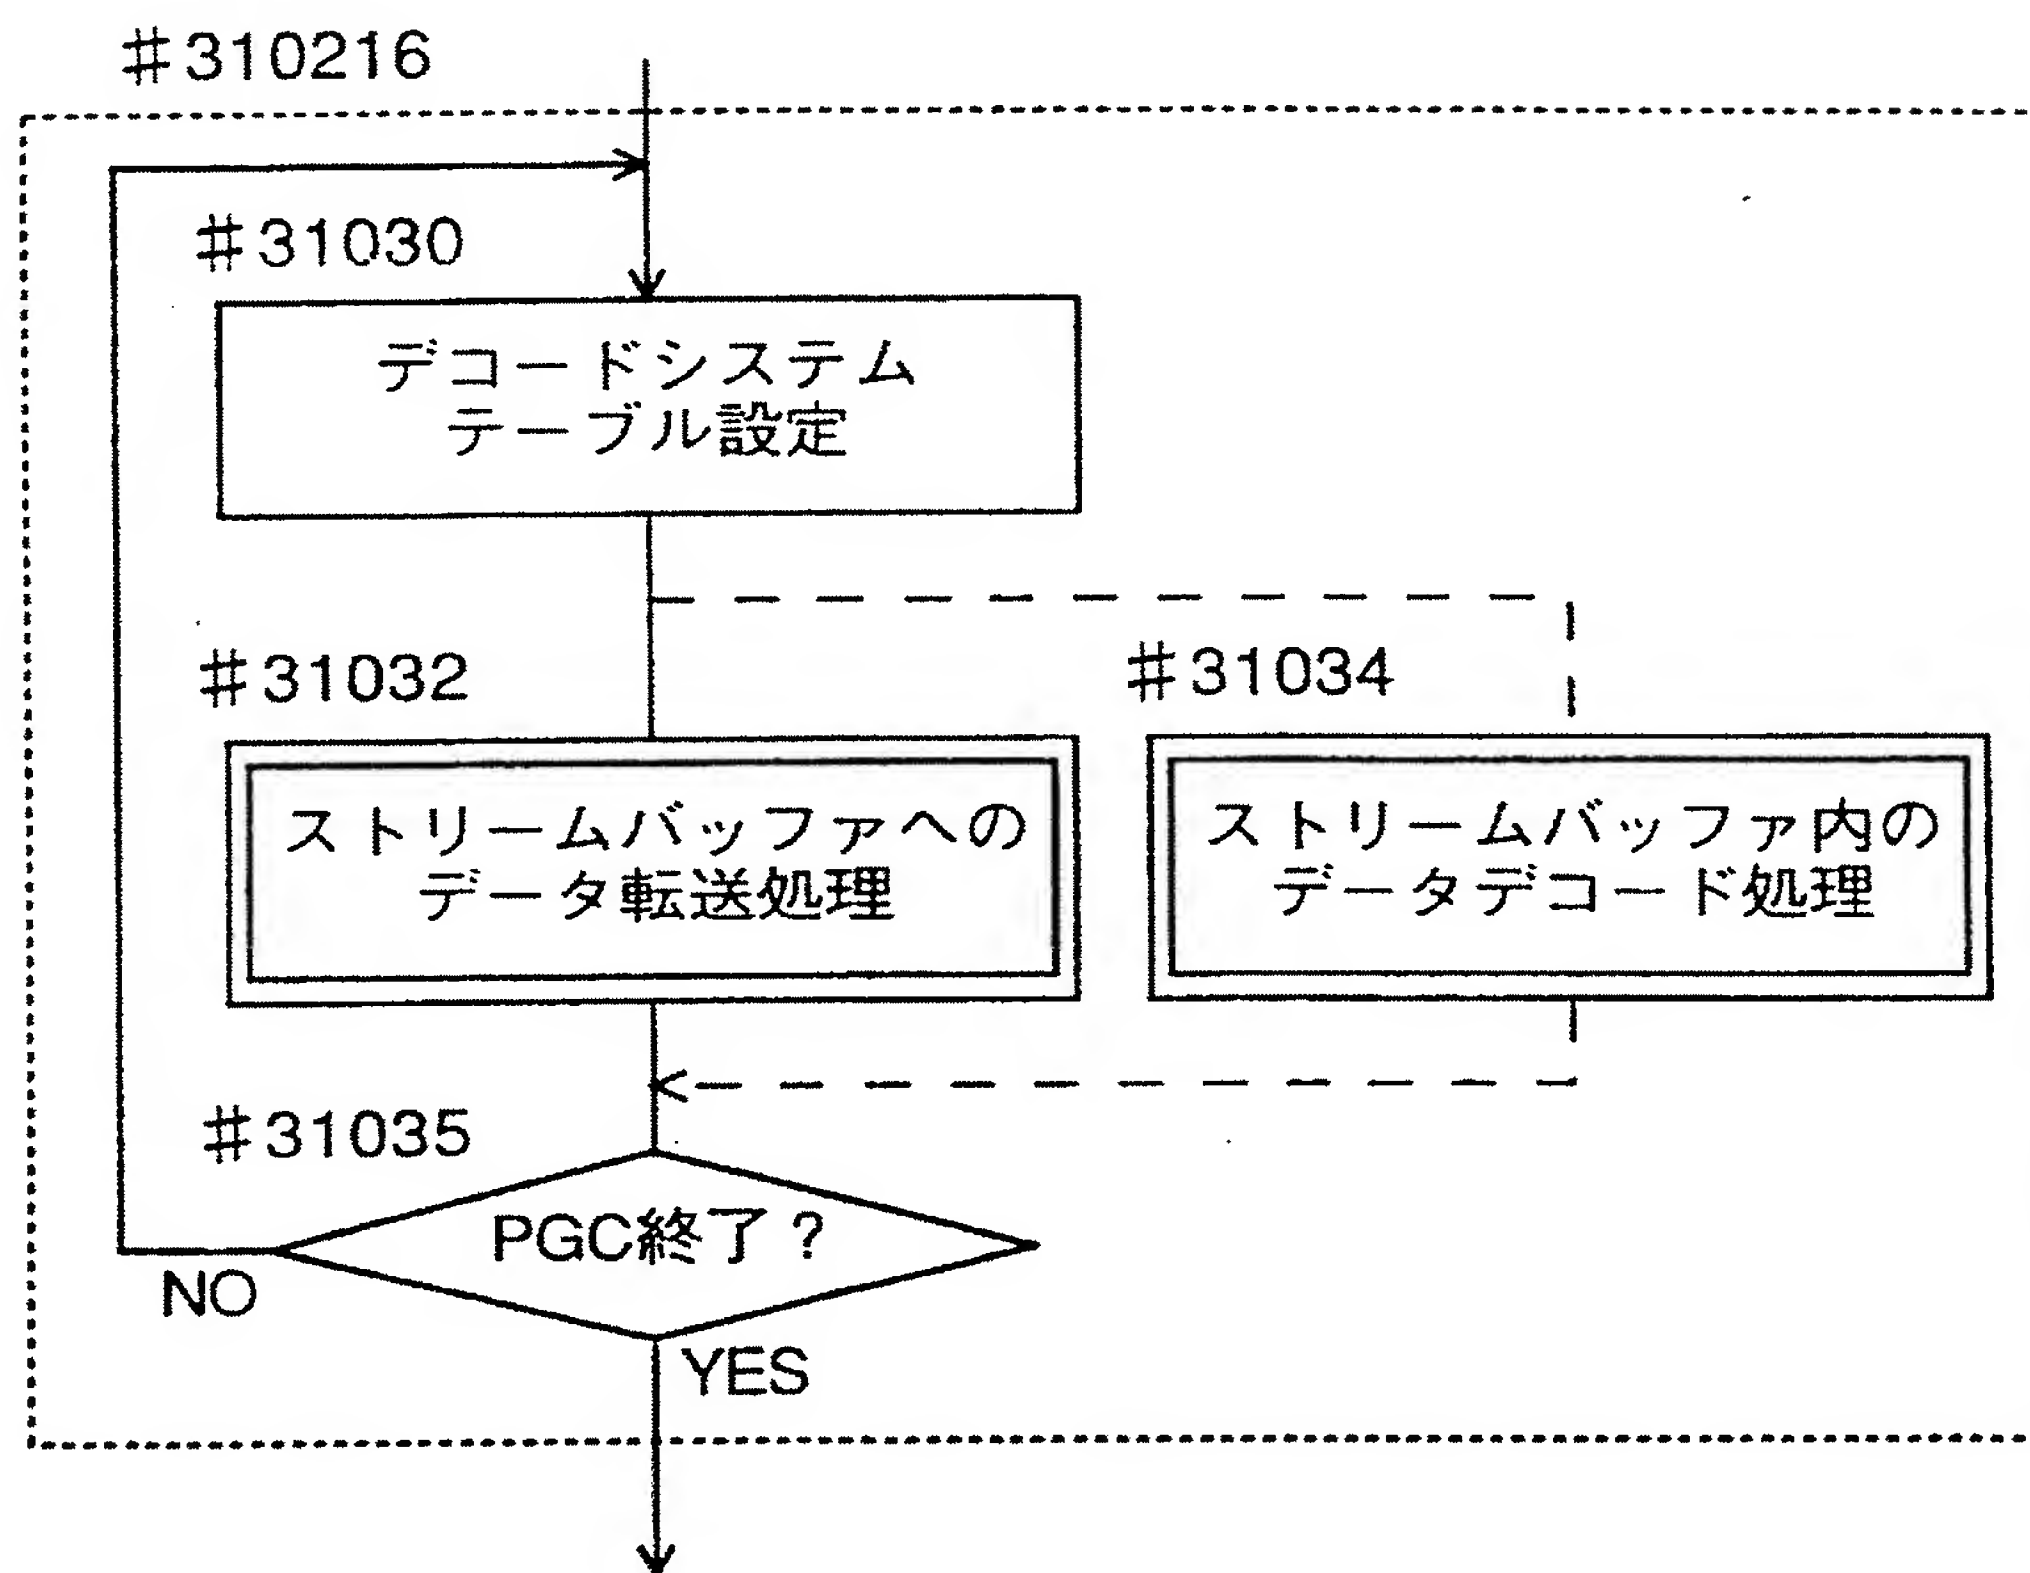 #310216
#31030
デコードシステム
テーブル設定
#31032
#31034
ストリームバッファへの
データ転送処理
ストリームバッファ内の
データデコード処理
#31035
PGC終了？
NO
YES